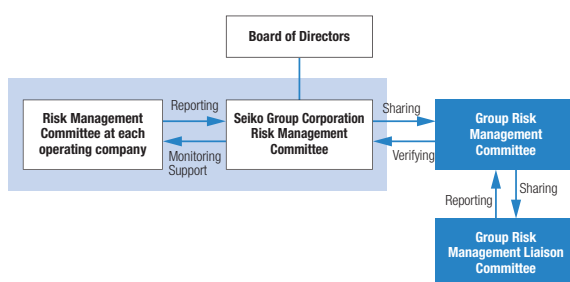 Board of Directors
Risk Management
Committee at each
operating company
Reporting
Monitoring
Support
Seiko Group Corporation
Risk Management
Committee
Sharing
Verifying
Group Risk
Management
Committee
Reporting
Sharing
Group Risk
Management Liaison
Committee